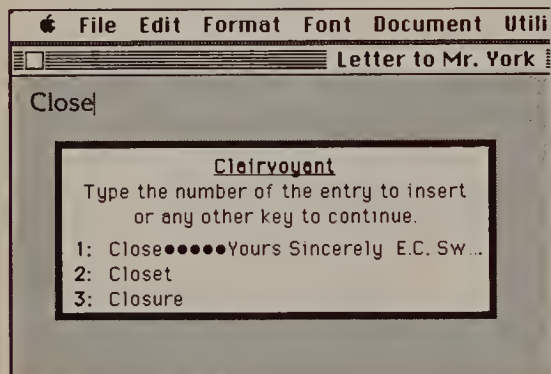 File Edit Format Font Document Utili
Letter to Mr. York
Close
Clairvoyant
Type the number of the entry to insert
or any other key to continue.
1: Close●●●●●Yours Sincerely E.C. Sw...
2: Closet
3: Closure